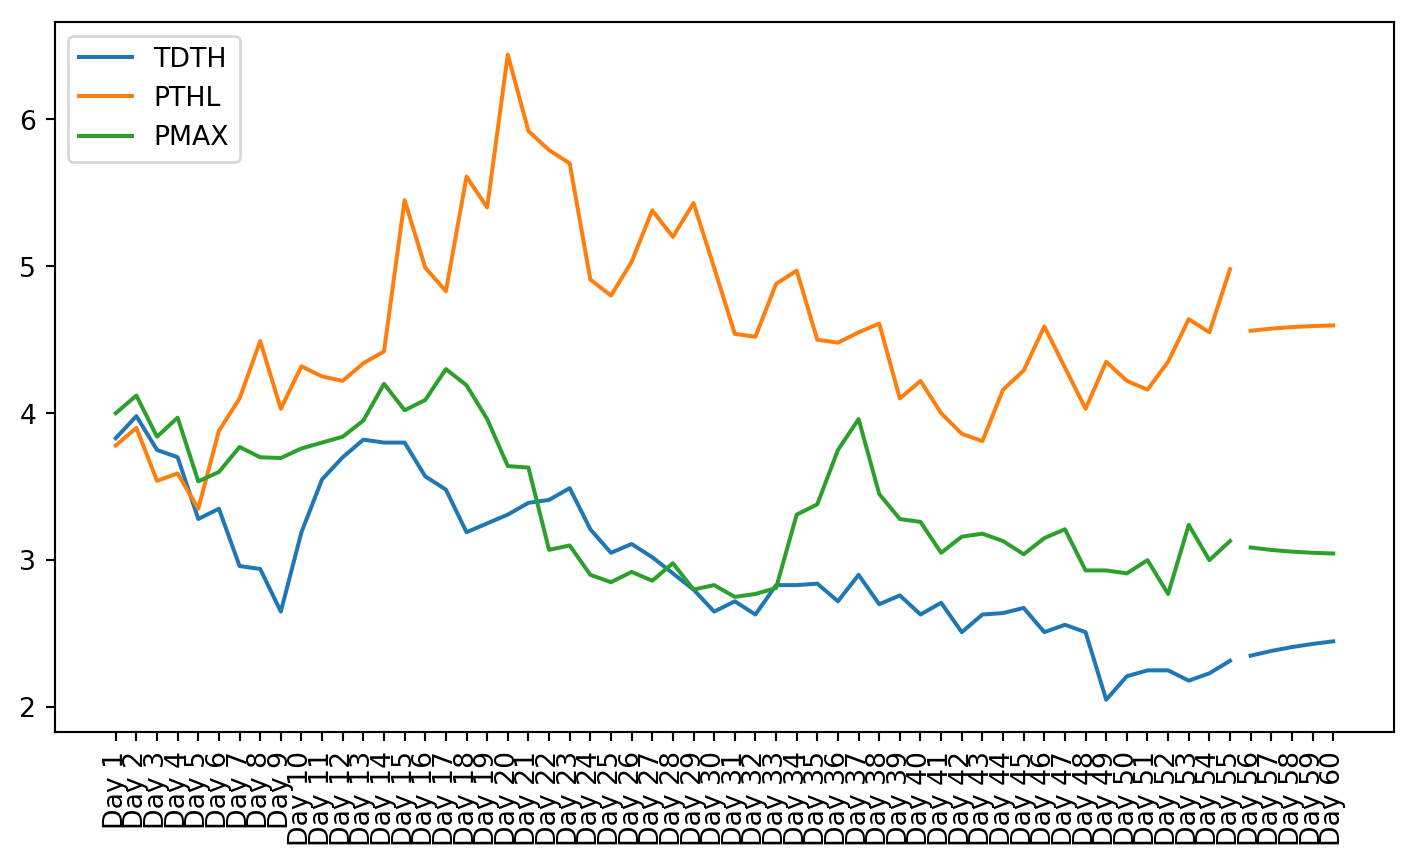 TDTH
PTHL
PMAX
6
5
4
3
2
Day 1
Day 2
Day 3
Day 4
Day 5
Day 6
Day 7
Day 8
Day 9
Day 10
Day 11
Day 12
Day 13
Day 14
Day 15
Day 16
Day 17
Day 18
Day 19
Day 20
Day 21
Day 22
Day 23
Day 24
Day 25
Day 26
Day 27
Day 28
Day 29
Day 30
Day 31
Day 32
Day 33
Day 34
Day 35
Day 36
Day 37
Day 38
Day 39
Day 40
Day 41
Day 42
Day 43
Day 44
Day 45
Day 46
Day 47
Day 48
Day 49
Day 50
Day 51
Day 52
Day 53
Day 54
Day 55
Day 56
Day 57
Day 58
Day 59
Day 60